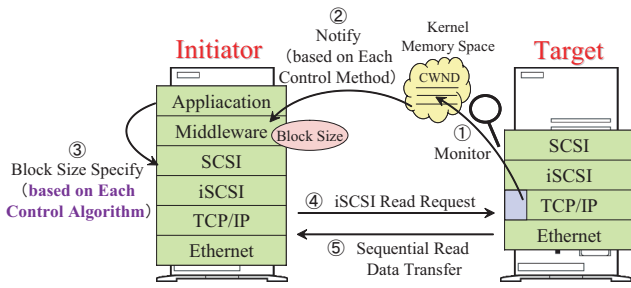 ②
Notify
(based on Each
Control Method)
Kernel
Memory Space
Initiator
Target
CWND
Appliacation
Middleware
Block Size
SCSI
iSCSI
TCP/IP
Ethernet
①
Monitor
③
Block Size Specify
(based on Each
Control Algorithm)
SCSI
iSCSI
TCP/IP
Ethernet
④ iSCSI Read Request
⑤ Sequential Read
Data Transfer